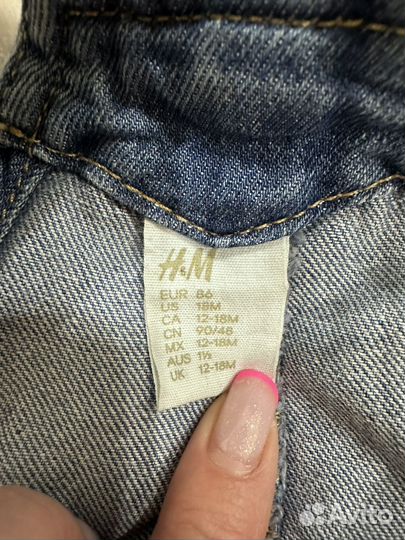 H&M
EUR 86
US 18M
CA 12-18M
CN 90/48
MX 12-18M
AUS 1½
UK 12-18M
Avito